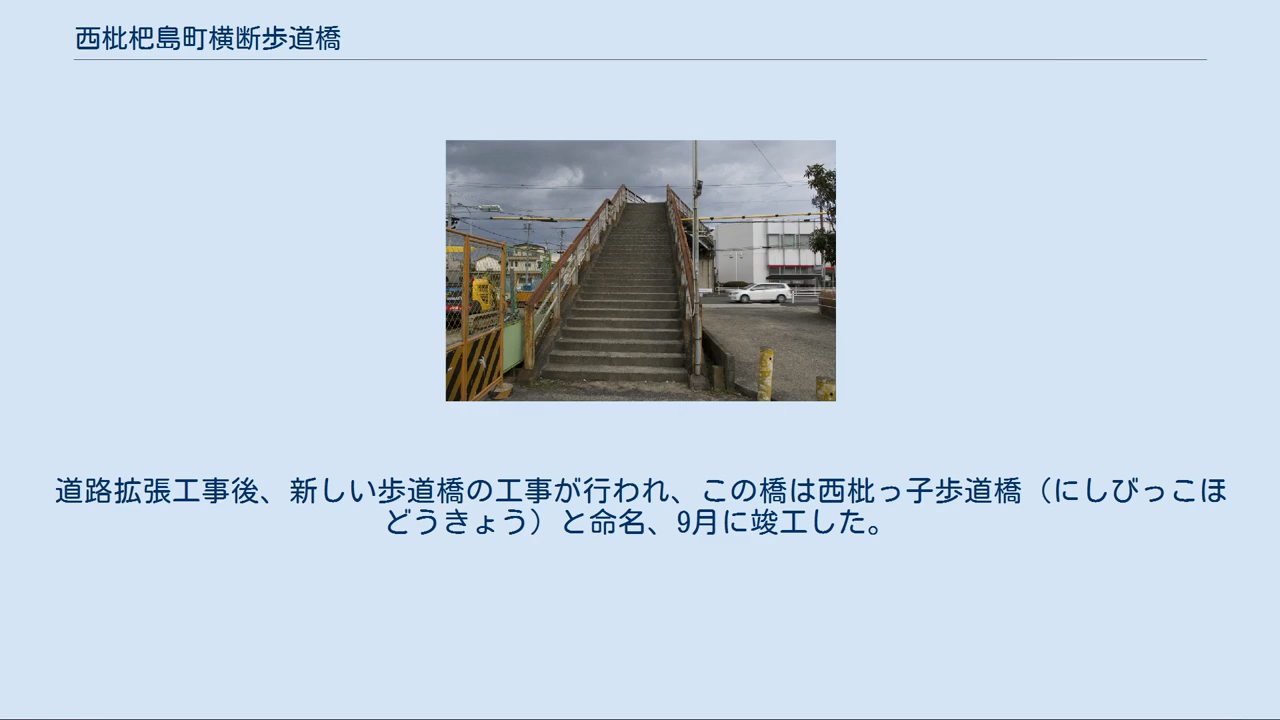 西枇杷島町横断歩道橋
道路拡張工事後、新しい歩道橋の工事が行われ、この橋は西枇っ子歩道橋（にしびっこほ
どうきょう）と命名、9月に竣工した。